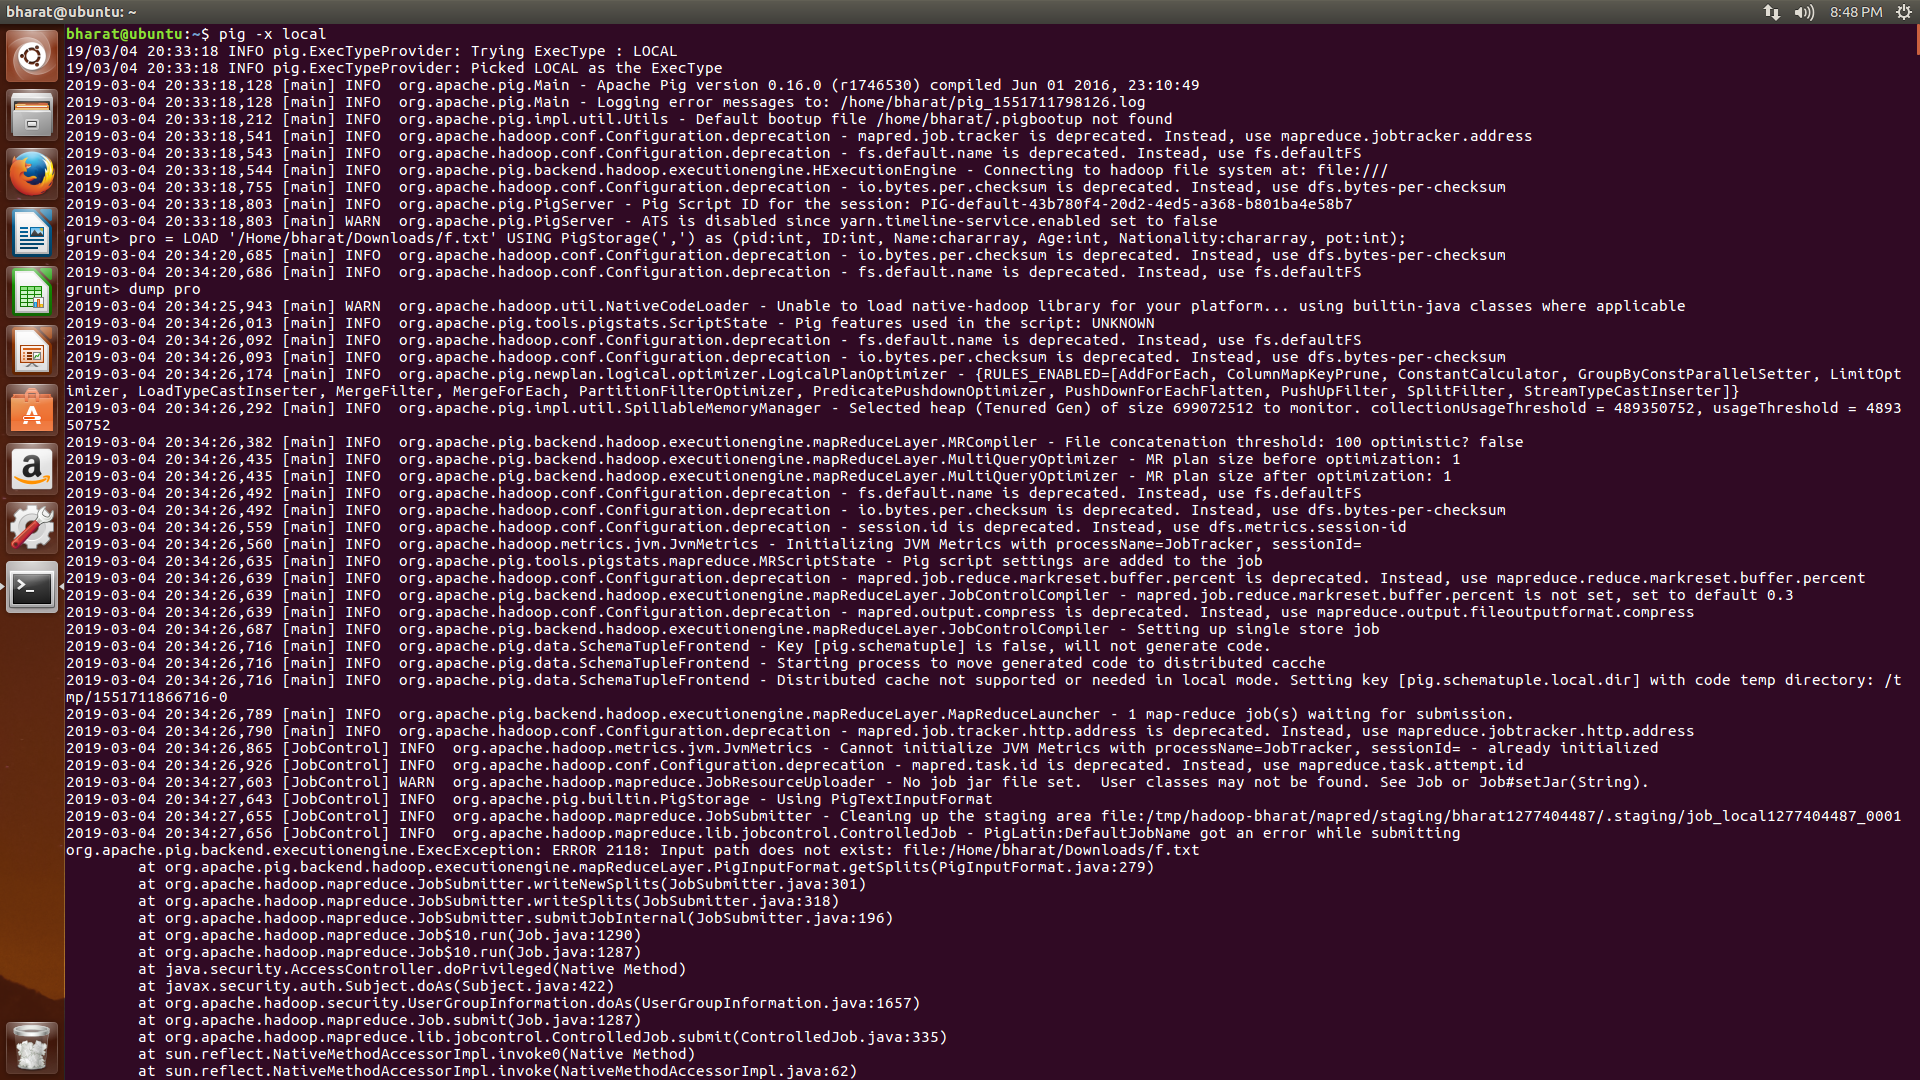 bharat@ubuntu: ~
8:48 PM
bharat@ubuntu:~$ pig -x local
19/03/04 20:33:18 INFO pig.ExecTypeProvider: Trying ExecType : LOCAL
19/03/04 20:33:18 INFO pig.ExecTypeProvider: Picked LOCAL as the ExecType
2019-03-04 20:33:18,128 [main] INFO  org.apache.pig.Main - Apache Pig version 0.16.0 (r1746530) compiled Jun 01 2016, 23:10:49
2019-03-04 20:33:18,128 [main] INFO  org.apache.pig.Main - Logging error messages to: /home/bharat/pig_1551711798126.log
2019-03-04 20:33:18,212 [main] INFO  org.apache.pig.impl.util.Utils - Default bootup file /home/bharat/.pigbootup not found
2019-03-04 20:33:18,541 [main] INFO  org.apache.hadoop.conf.Configuration.deprecation - mapred.job.tracker is deprecated. Instead, use mapreduce.jobtracker.address
2019-03-04 20:33:18,543 [main] INFO  org.apache.hadoop.conf.Configuration.deprecation - fs.default.name is deprecated. Instead, use fs.defaultFS
2019-03-04 20:33:18,544 [main] INFO  org.apache.pig.backend.hadoop.executionengine.HExecutionEngine - Connecting to hadoop file system at: file:///
2019-03-04 20:33:18,755 [main] INFO  org.apache.hadoop.conf.Configuration.deprecation - io.bytes.per.checksum is deprecated. Instead, use dfs.bytes-per-checksum
2019-03-04 20:33:18,803 [main] INFO  org.apache.pig.PigServer - Pig Script ID for the session: PIG-default-43b780f4-20d2-4ed5-a368-b801ba4e58b7
2019-03-04 20:33:18,803 [main] WARN  org.apache.pig.PigServer - ATS is disabled since yarn.timeline-service.enabled set to false
grunt> pro = LOAD '/Home/bharat/Downloads/f.txt' USING PigStorage(',') as (pid:int, ID:int, Name:chararray, Age:int, Nationality:chararray, pot:int);
2019-03-04 20:34:20,685 [main] INFO  org.apache.hadoop.conf.Configuration.deprecation - io.bytes.per.checksum is deprecated. Instead, use dfs.bytes-per-checksum
2019-03-04 20:34:20,686 [main] INFO  org.apache.hadoop.conf.Configuration.deprecation - fs.default.name is deprecated. Instead, use fs.defaultFS
grunt> dump pro
2019-03-04 20:34:25,943 [main] WARN  org.apache.hadoop.util.NativeCodeLoader - Unable to load native-hadoop library for your platform... using builtin-java classes where applicable
2019-03-04 20:34:26,013 [main] INFO  org.apache.pig.tools.pigstats.ScriptState - Pig features used in the script: UNKNOWN
2019-03-04 20:34:26,092 [main] INFO  org.apache.hadoop.conf.Configuration.deprecation - fs.default.name is deprecated. Instead, use fs.defaultFS
2019-03-04 20:34:26,093 [main] INFO  org.apache.hadoop.conf.Configuration.deprecation - io.bytes.per.checksum is deprecated. Instead, use dfs.bytes-per-checksum
2019-03-04 20:34:26,174 [main] INFO  org.apache.pig.newplan.logical.optimizer.LogicalPlanOptimizer - {RULES_ENABLED=[AddForEach, ColumnMapKeyPrune, ConstantCalculator, GroupByConstParallelSetter, LimitOpt
imizer, LoadTypeCastInserter, MergeFilter, MergeForEach, PartitionFilterOptimizer, PredicatePushdownOptimizer, PushDownForEachFlatten, PushUpFilter, SplitFilter, StreamTypeCastInserter]}
2019-03-04 20:34:26,292 [main] INFO  org.apache.pig.impl.util.SpillableMemoryManager - Selected heap (Tenured Gen) of size 699072512 to monitor. collectionUsageThreshold = 489350752, usageThreshold = 4893
50752
2019-03-04 20:34:26,382 [main] INFO  org.apache.pig.backend.hadoop.executionengine.mapReduceLayer.MRCompiler - File concatenation threshold: 100 optimistic? false
2019-03-04 20:34:26,435 [main] INFO  org.apache.pig.backend.hadoop.executionengine.mapReduceLayer.MultiQueryOptimizer - MR plan size before optimization: 1
2019-03-04 20:34:26,435 [main] INFO  org.apache.pig.backend.hadoop.executionengine.mapReduceLayer.MultiQueryOptimizer - MR plan size after optimization: 1
2019-03-04 20:34:26,492 [main] INFO  org.apache.hadoop.conf.Configuration.deprecation - fs.default.name is deprecated. Instead, use fs.defaultFS
2019-03-04 20:34:26,492 [main] INFO  org.apache.hadoop.conf.Configuration.deprecation - io.bytes.per.checksum is deprecated. Instead, use dfs.bytes-per-checksum
2019-03-04 20:34:26,559 [main] INFO  org.apache.hadoop.conf.Configuration.deprecation - session.id is deprecated. Instead, use dfs.metrics.session-id
2019-03-04 20:34:26,560 [main] INFO  org.apache.hadoop.metrics.jvm.JvmMetrics - Initializing JVM Metrics with processName=JobTracker, sessionId=
2019-03-04 20:34:26,635 [main] INFO  org.apache.pig.tools.pigstats.mapreduce.MRScriptState - Pig script settings are added to the job
2019-03-04 20:34:26,639 [main] INFO  org.apache.hadoop.conf.Configuration.deprecation - mapred.job.reduce.markreset.buffer.percent is deprecated. Instead, use mapreduce.reduce.markreset.buffer.percent
2019-03-04 20:34:26,639 [main] INFO  org.apache.pig.backend.hadoop.executionengine.mapReduceLayer.JobControlCompiler - mapred.job.reduce.markreset.buffer.percent is not set, set to default 0.3
2019-03-04 20:34:26,639 [main] INFO  org.apache.hadoop.conf.Configuration.deprecation - mapred.output.compress is deprecated. Instead, use mapreduce.output.fileoutputformat.compress
2019-03-04 20:34:26,687 [main] INFO  org.apache.pig.backend.hadoop.executionengine.mapReduceLayer.JobControlCompiler - Setting up single store job
2019-03-04 20:34:26,716 [main] INFO  org.apache.pig.data.SchemaTupleFrontend - Key [pig.schematuple] is false, will not generate code.
2019-03-04 20:34:26,716 [main] INFO  org.apache.pig.data.SchemaTupleFrontend - Starting process to move generated code to distributed cacche
2019-03-04 20:34:26,716 [main] INFO  org.apache.pig.data.SchemaTupleFrontend - Distributed cache not supported or needed in local mode. Setting key [pig.schematuple.local.dir] with code temp directory: /t
mp/1551711866716-0
2019-03-04 20:34:26,789 [main] INFO  org.apache.pig.backend.hadoop.executionengine.mapReduceLayer.MapReduceLauncher - 1 map-reduce job(s) waiting for submission.
2019-03-04 20:34:26,790 [main] INFO  org.apache.hadoop.conf.Configuration.deprecation - mapred.job.tracker.http.address is deprecated. Instead, use mapreduce.jobtracker.http.address
2019-03-04 20:34:26,865 [JobControl] INFO  org.apache.hadoop.metrics.jvm.JvmMetrics - Cannot initialize JVM Metrics with processName=JobTracker, sessionId= - already initialized
2019-03-04 20:34:26,926 [JobControl] INFO  org.apache.hadoop.conf.Configuration.deprecation - mapred.task.id is deprecated. Instead, use mapreduce.task.attempt.id
2019-03-04 20:34:27,603 [JobControl] WARN  org.apache.hadoop.mapreduce.JobResourceUploader - No job jar file set.  User classes may not be found. See Job or Job#setJar(String).
2019-03-04 20:34:27,643 [JobControl] INFO  org.apache.pig.builtin.PigStorage - Using PigTextInputFormat
2019-03-04 20:34:27,655 [JobControl] INFO  org.apache.hadoop.mapreduce.JobSubmitter - Cleaning up the staging area file:/tmp/hadoop-bharat/mapred/staging/bharat1277404487/.staging/job_local1277404487_0001
2019-03-04 20:34:27,656 [JobControl] INFO  org.apache.hadoop.mapreduce.lib.jobcontrol.ControlledJob - PigLatin:DefaultJobName got an error while submitting
org.apache.pig.backend.executionengine.ExecException: ERROR 2118: Input path does not exist: file:/Home/bharat/Downloads/f.txt
at org.apache.pig.backend.hadoop.executionengine.mapReduceLayer.PigInputFormat.getSplits(PigInputFormat.java:279)
at org.apache.hadoop.mapreduce.JobSubmitter.writeNewSplits(JobSubmitter.java:301)
at org.apache.hadoop.mapreduce.JobSubmitter.writeSplits(JobSubmitter.java:318)
at org.apache.hadoop.mapreduce.JobSubmitter.submitJobInternal(JobSubmitter.java:196)
at org.apache.hadoop.mapreduce.Job$10.run(Job.java:1290)
at org.apache.hadoop.mapreduce.Job$10.run(Job.java:1287)
at java.security.AccessController.doPrivileged(Native Method)
at javax.security.auth.Subject.doAs(Subject.java:422)
at org.apache.hadoop.security.UserGroupInformation.doAs(UserGroupInformation.java:1657)
at org.apache.hadoop.mapreduce.Job.submit(Job.java:1287)
at org.apache.hadoop.mapreduce.lib.jobcontrol.ControlledJob.submit(ControlledJob.java:335)
at sun.reflect.NativeMethodAccessorImpl.invoke0(Native Method)
at sun.reflect.NativeMethodAccessorImpl.invoke(NativeMethodAccessorImpl.java:62)